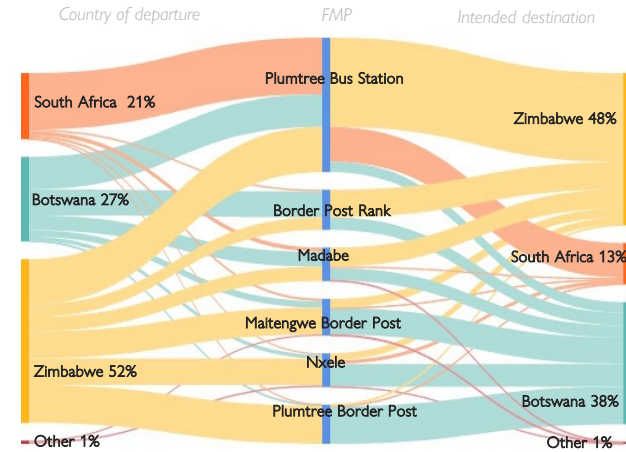 Country of departure
FMP
Intended destination
Plumtree Bus Station
South Africa 21%
Zimbabwe 48%
Botswana 27%
Border Post Rank
Madabe
South Africa 13%
Maitengwe Border Post
Nxele
Zimbabwe 52%
Botswana 38%
Plumtree Border Post
Other 1%
Other 1%